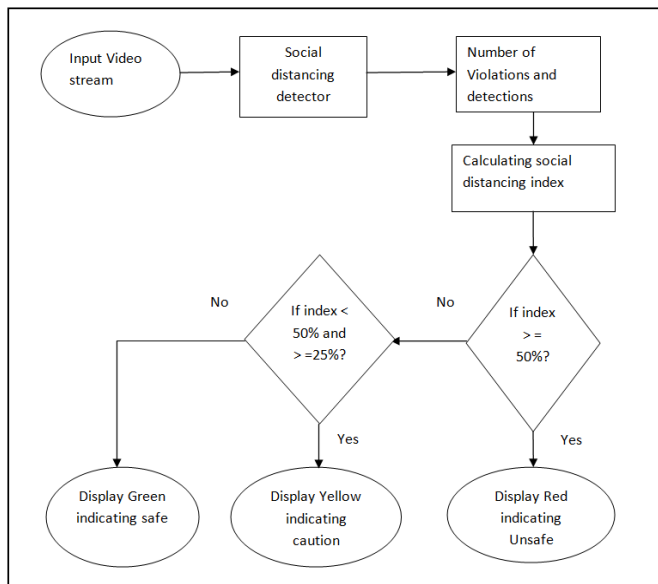 Input Video
stream
Social
distancing
detector
Number of
Violations and
detections
Calculating social
distancing index
If index
> =
50%?
Yes
No
If index <
50% and
> =25%?
Yes
No
Display Green
indicating safe
Display Yellow
indicating
caution
Display Red
indicating
Unsafe